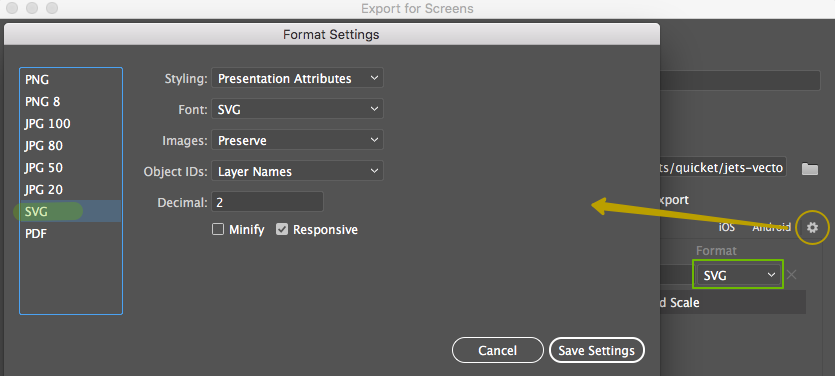 Export for Screens
Format Settings
PNG
PNG 8
JPG 100
JPG 80
JPG 50
JPG 20
SVG
PDF
Styling: Presentation Attributes
Font: SVG
Images: Preserve
Object IDs: Layer Names
Decimal: 2
Minify Responsive
Cancel Save Settings
ts/quicket/jets-vecto
xport
iOS Android
Format
SVG
d Scale